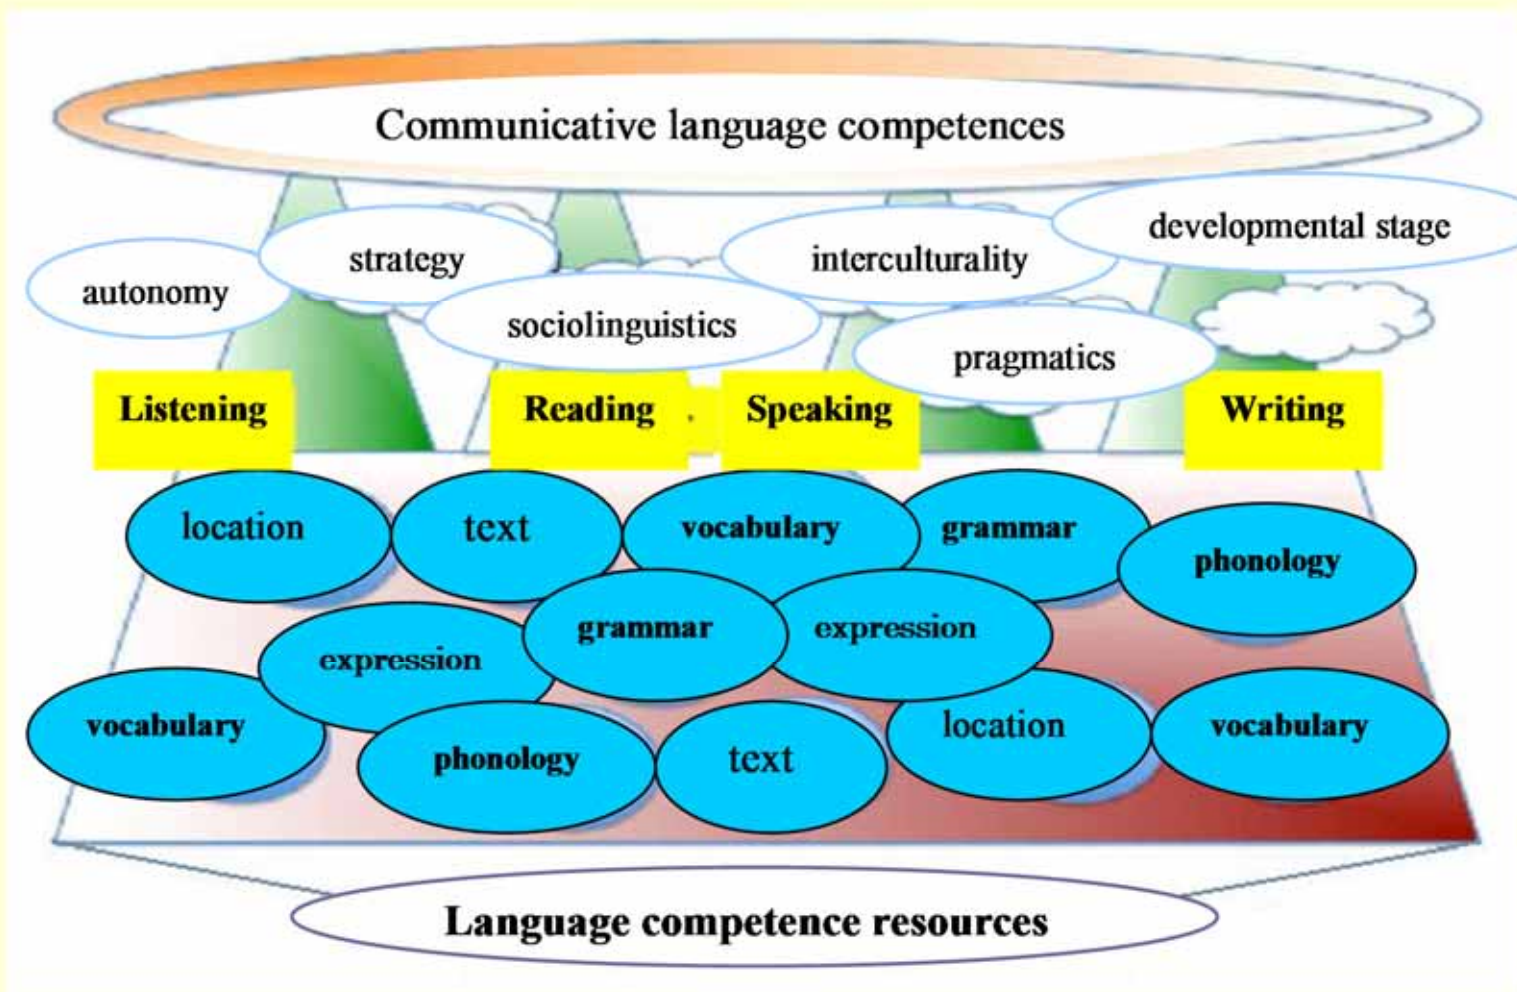 Communicative language competences
developmental stage
strategy
interculturality
autonomy
sociolinguistics
pragmatics
Listening
Reading
.
Speaking
Writing
location
text
vocabulary
grammar
phonology
expression
grammar
expression
vocabulary
phonology
text
location
vocabulary
Language competence resources